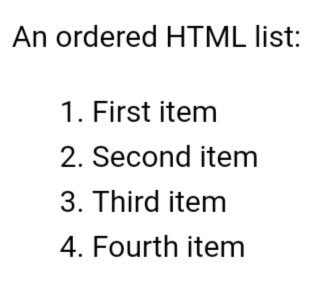 An ordered HTML list:
1. First item
2. Second item
3. Third item
4. Fourth item